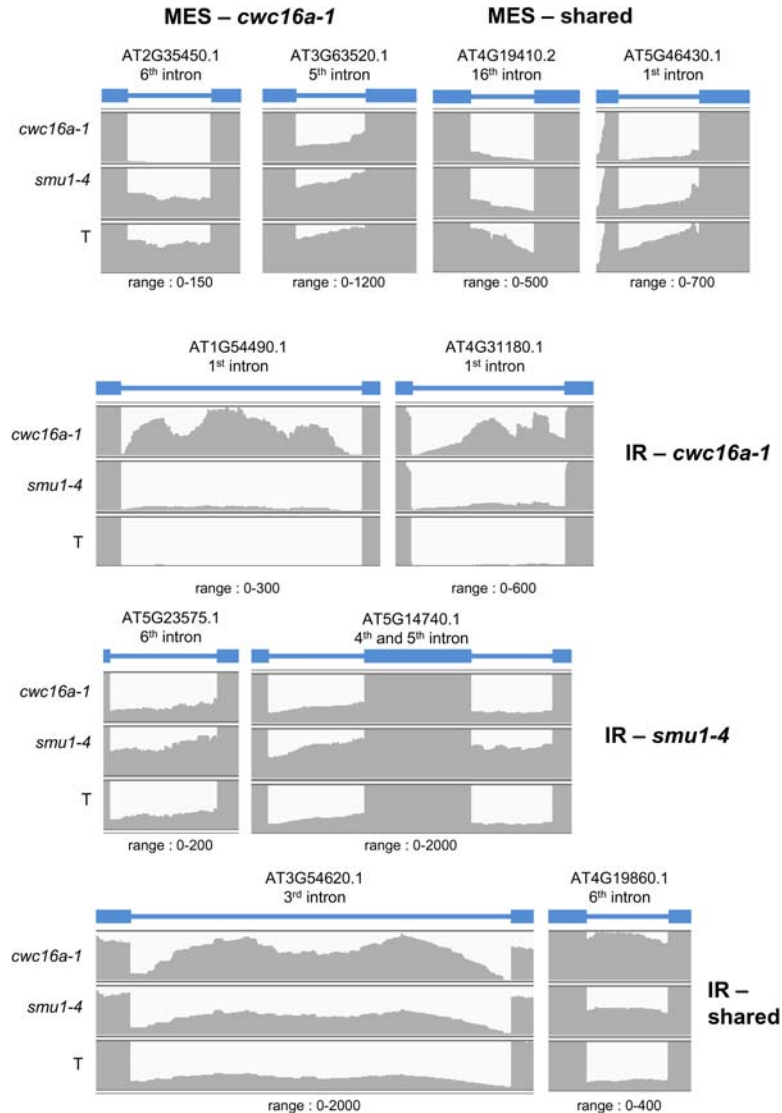 MES – cwc16a-1 MES – shared
AT2G35450.1 AT3G63520.1 AT4G19410.2 AT5G46430.1
6th intron 5th intron 16th intron 1st intron
cwc16a-1
smu1-4
T
range : 0-150 range : 0-1200 range : 0-500 range : 0-700
AT1G54490.1 AT4G31180.1
1st intron 1st intron
cwc16a-1
IR – cwc16a-1
smu1-4
T
range : 0-300 range : 0-600
AT5G23575.1 AT5G14740.1
6th intron 4th and 5th intron
cwc16a-1
smu1-4
IR – smu1-4
T
range : 0-200 range : 0-2000
AT3G54620.1 AT4G19860.1
3rd intron 6th intron
cwc16a-1
smu1-4
IR –
shared
T
range : 0-2000 range : 0-400